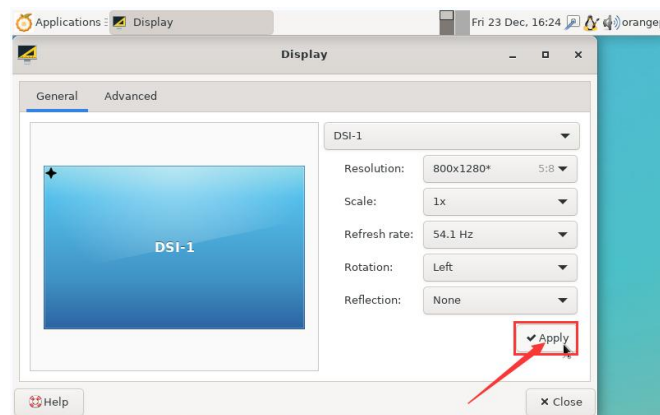 Applications Display Fri 23 Dec, 16:24 orange
Display
General Advanced
DSI-1
Resolution: 800x1280* 5:8
Scale: 1x
Refresh rate: 54.1 Hz
DSI-1
Rotation: Left
Reflection: None
Apply
Help Close